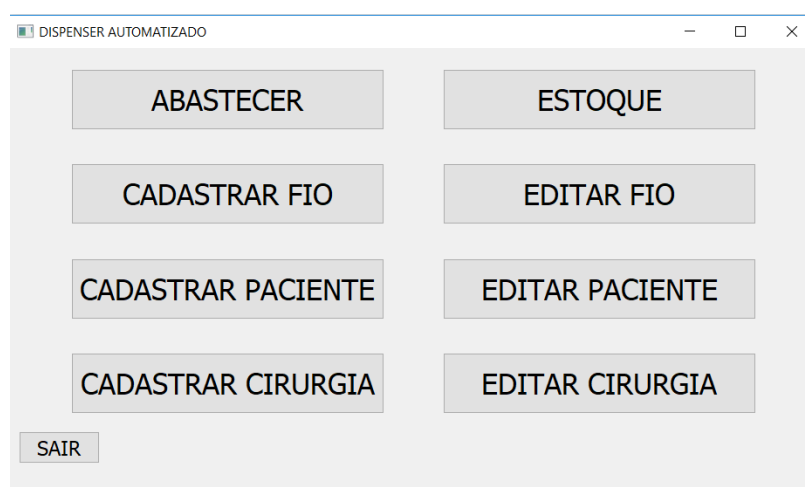 DISPENSER AUTOMATIZADO
ABASTECER
ESTOQUE
CADASTRAR FIO
EDITAR FIO
CADASTRAR PACIENTE
EDITAR PACIENTE
CADASTRAR CIRURGIA
EDITAR CIRURGIA
SAIR